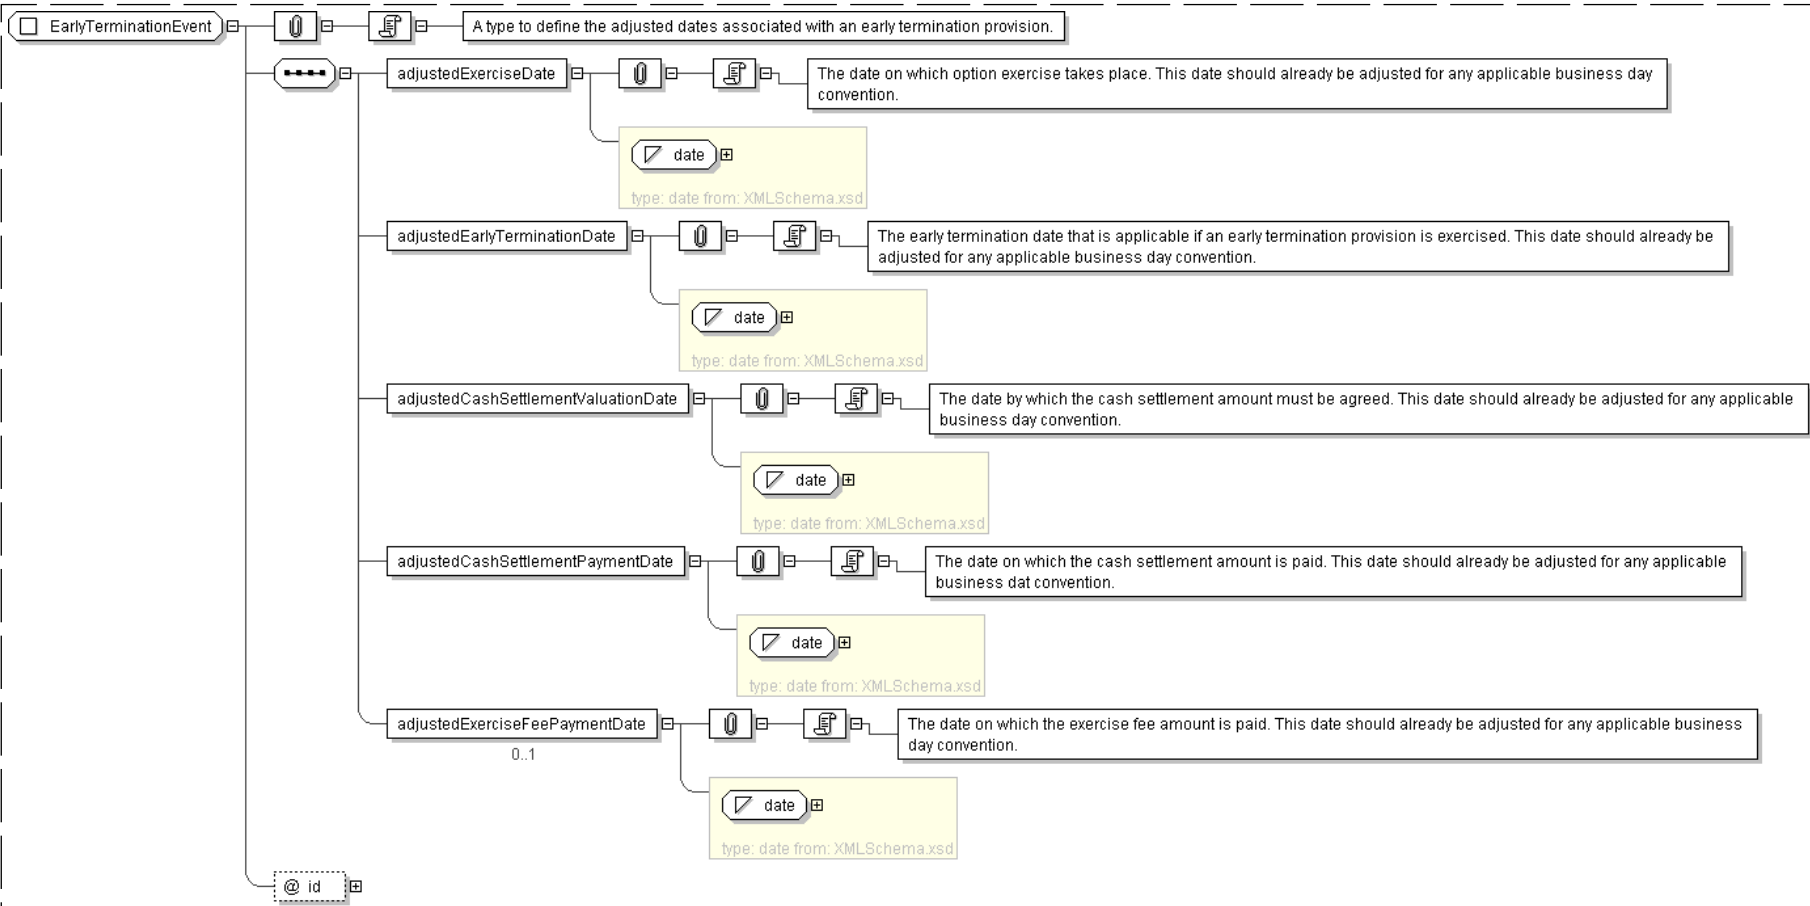 EarlyTerminationEvent
A type to define the adjusted dates associated with an early termination provision.
adjustedExerciseDate
The date on which option exercise takes place. This date should already be adjusted for any applicable business day
convention.
date
type: date from: XMLSchema.xsd
adjustedEarlyTerminationDate
The early termination date that is applicable if an early termination provision is exercised. This date should already be
adjusted for any applicable business day convention.
date
type: date from: XMLSchema.xsd
adjustedCashSettlementValuationDate
The date by which the cash settlement amount must be agreed. This date should already be adjusted for any applicable
business day convention.
date
type: date from: XMLSchema.xsd
adjustedCashSettlementPaymentDate
The date on which the cash settlement amount is paid. This date should already be adjusted for any applicable
business dat convention.
date
type: date from: XMLSchema.xsd
adjustedExerciseFeePaymentDate
0..1
The date on which the exercise fee amount is paid. This date should already be adjusted for any applicable business
day convention.
date
type: date from: XMLSchema.xsd
@ id